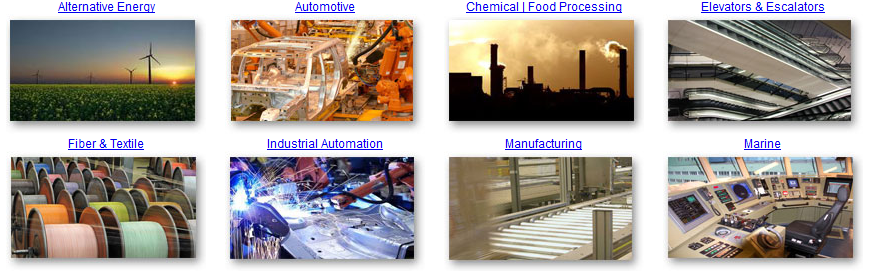 Alternative Energy
Automotive
Chemical | Food Processing
Elevators & Escalators
Fiber & Textile
Industrial Automation
Manufacturing
Marine